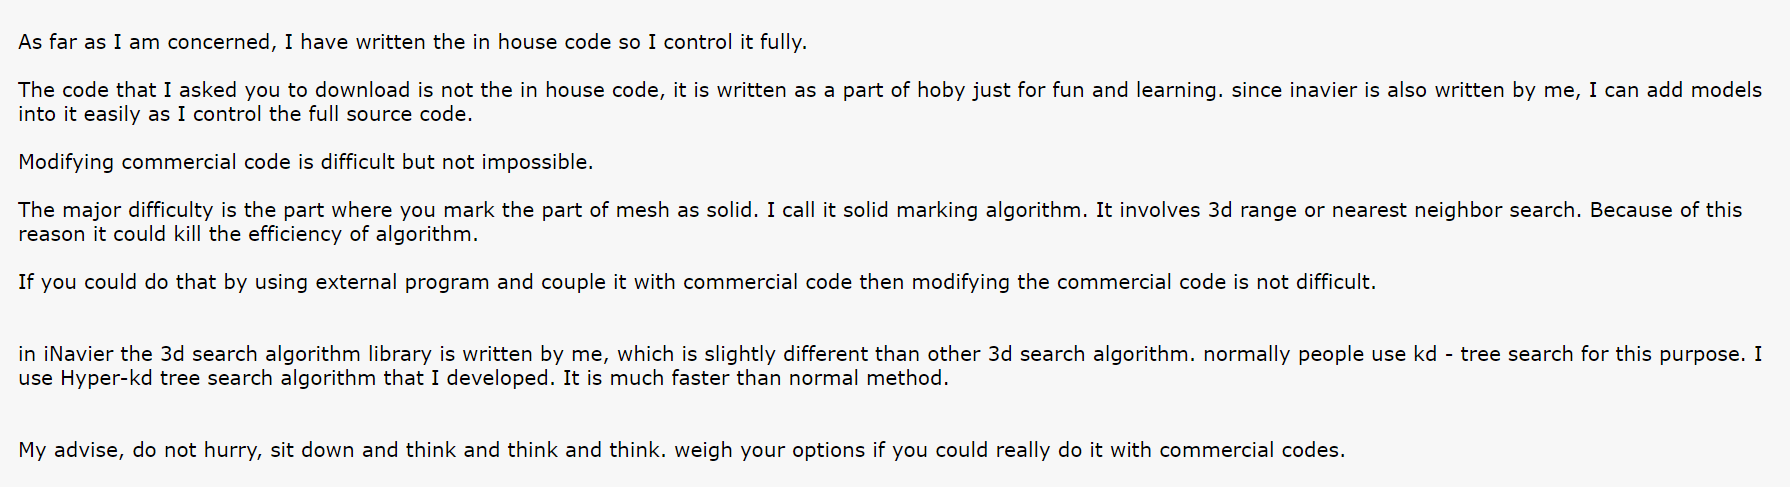 As far as I am concerned, I have written the in house code so I control it fully.
The code that I asked you to download is not the in house code, it is written as a part of hoby just for fun and learning. since inavier is also written by me, I can add models
into it easily as I control the full source code.
Modifying commercial code is difficult but not impossible.
The major difficulty is the part where you mark the part of mesh as solid. I call it solid marking algorithm. It involves 3d range or nearest neighbor search. Because of this
reason it could kill the efficiency of algorithm.
If you could do that by using external program and couple it with commercial code then modifying the commercial code is not difficult.
in iNavier the 3d search algorithm library is written by me, which is slightly different than other 3d search algorithm. normally people use kd - tree search for this purpose. I
use Hyper-kd tree search algorithm that I developed. It is much faster than normal method.
My advise, do not hurry, sit down and think and think and think. weigh your options if you could really do it with commercial codes.